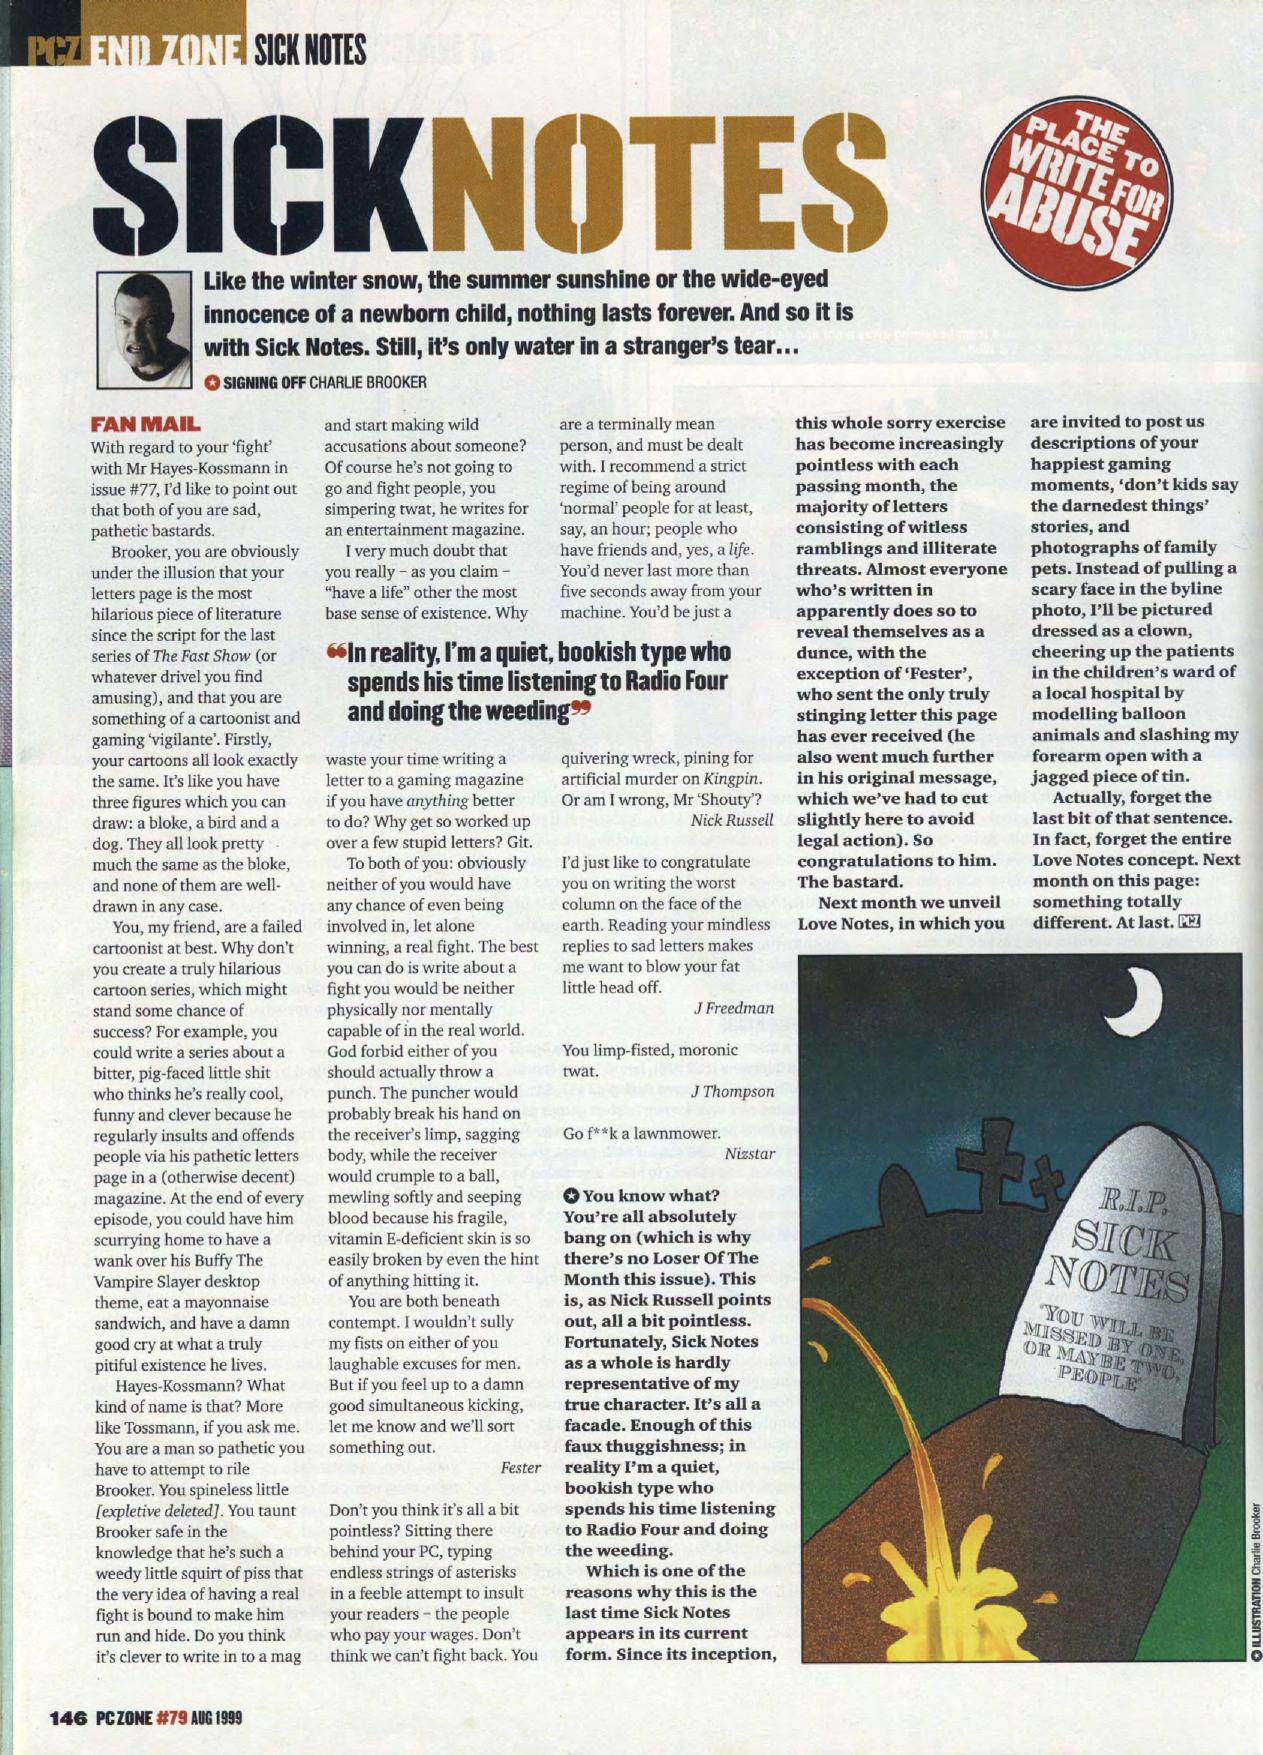 PCZ END ZONE SICK NOTES
SICKNOTES
THE
PLACE TO
WRITE FOR
ABUSE
Like the winter snow, the summer sunshine or the wide-eyed
innocence of a newborn child, nothing lasts forever. And so it is
with Sick Notes. Still, it's only water in a stranger's tear...
SIGNING OFF CHARLIE BROOKER
FAN MAIL
With regard to your 'fight'
with Mr Hayes-Kossmann in
issue #77, I'd like to point out
that both of you are sad,
pathetic bastards.
Brooker, you are obviously
under the illusion that your
letters page is the most
hilarious piece of literature
since the script for the last
series of The Fast Show (or
whatever drivel you find
amusing), and that you are
something of a cartoonist and
gaming 'vigilante'. Firstly,
your cartoons all look exactly
the same. It's like you have
three figures which you can
draw: a bloke, a bird and a
dog. They all look pretty
much the same as the bloke,
and none of them are well-
drawn in any case.
You, my friend, are a failed
cartoonist at best. Why don't
you create a truly hilarious
cartoon series, which might
stand some chance of
success? For example, you
could write a series about a
bitter, pig-faced little shit
who thinks he's really cool,
funny and clever because he
regularly insults and offends
people via his pathetic letters
page in a (otherwise decent)
magazine. At the end of every
episode, you could have him
scurrying home to have a
wank over his Buffy The
Vampire Slayer desktop
theme, eat a mayonnaise
sandwich, and have a damn
good cry at what a truly
pitiful existence he lives.
Hayes-Kossmann? What
kind of name is that? More
like Tossmann, if you ask me.
You are a man so pathetic you
have to attempt to rile
Brooker. You spineless little
[expletive deleted]. You taunt
Brooker safe in the
knowledge that he's such a
weedy little squirt of piss that
the very idea of having a real
fight is bound to make him
run and hide. Do you think
it's clever to write in to a mag
and start making wild
accusations about someone?
Of course he's not going to
go and fight people, you
simpering twat, he writes for
an entertainment magazine.
I very much doubt that
you really – as you claim –
"have a life" other the most
base sense of existence. Why
waste your time writing a
letter to a gaming magazine
if you have anything better
to do? Why get so worked up
over a few stupid letters? Git.
To both of you: obviously
neither of you would have
any chance of even being
involved in, let alone
winning, a real fight. The best
you can do is write about a
fight you would be neither
physically nor mentally
capable of in the real world.
God forbid either of you
should actually throw a
punch. The puncher would
probably break his hand on
the receiver's limp, sagging
body, while the receiver
would crumple to a ball,
mewling softly and seeping
blood because his fragile,
vitamin E-deficient skin is so
easily broken by even the hint
of anything hitting it.
You are both beneath
contempt. I wouldn't sully
my fists on either of you
laughable excuses for men.
But if you feel up to a damn
good simultaneous kicking,
let me know and we'll sort
something out.
Fester
Don't you think it's all a bit
pointless? Sitting there
behind your PC, typing
endless strings of asterisks
in a feeble attempt to insult
your readers – the people
who pay your wages. Don't
think we can't fight back. You
are a terminally mean
person, and must be dealt
with. I recommend a strict
regime of being around
'normal' people for at least,
say, an hour; people who
have friends and, yes, a life.
You'd never last more than
five seconds away from your
machine. You'd be just a
"In reality, I'm a quiet, bookish type who
spends his time listening to Radio Four
and doing the weeding"
quivering wreck, pining for
artificial murder on Kingpin.
Or am I wrong, Mr 'Shouty'?
Nick Russell
I'd just like to congratulate
you on writing the worst
column on the face of the
earth. Reading your mindless
replies to sad letters makes
me want to blow your fat
little head off.
J Freedman
You limp-fisted, moronic
twat.
J Thompson
Go f**k a lawnmower.
Nizstar
You know what?
You're all absolutely
bang on (which is why
there's no Loser Of The
Month this issue). This
is, as Nick Russell points
out, all a bit pointless.
Fortunately, Sick Notes
as a whole is hardly
representative of my
true character. It's all a
facade. Enough of this
faux thuggishness; in
reality I'm a quiet,
bookish type who
spends his time listening
to Radio Four and doing
the weeding.
Which is one of the
reasons why this is the
last time Sick Notes
appears in its current
form. Since its inception,
this whole sorry exercise
has become increasingly
pointless with each
passing month, the
majority of letters
consisting of witless
ramblings and illiterate
threats. Almost everyone
who's written in
apparently does so to
reveal themselves as a
dunce, with the
exception of 'Fester',
who sent the only truly
stinging letter this page
has ever received (he
also went much further
in his original message,
which we've had to cut
slightly here to avoid
legal action). So
congratulations to him.
The bastard.
Next month we unveil
Love Notes, in which you
are invited to post us
descriptions of your
happiest gaming
moments, 'don't kids say
the darnedest things'
stories, and
photographs of family
pets. Instead of pulling a
scary face in the byline
photo, I'll be pictured
dressed as a clown,
cheering up the patients
in the children's ward of
a local hospital by
modelling balloon
animals and slashing my
forearm open with a
jagged piece of tin.
Actually, forget the
last bit of that sentence.
In fact, forget the entire
Love Notes concept. Next
month on this page:
something totally
different. At last. PCZ
R.I.P.
SICK
NOTES
'YOU WILL BE
MISSED BY ONE,
OR MAYBE TWO,
PEOPLE'
ILLUSTRATION Charlie Brooker
146 PC ZONE #79 AUG 1999